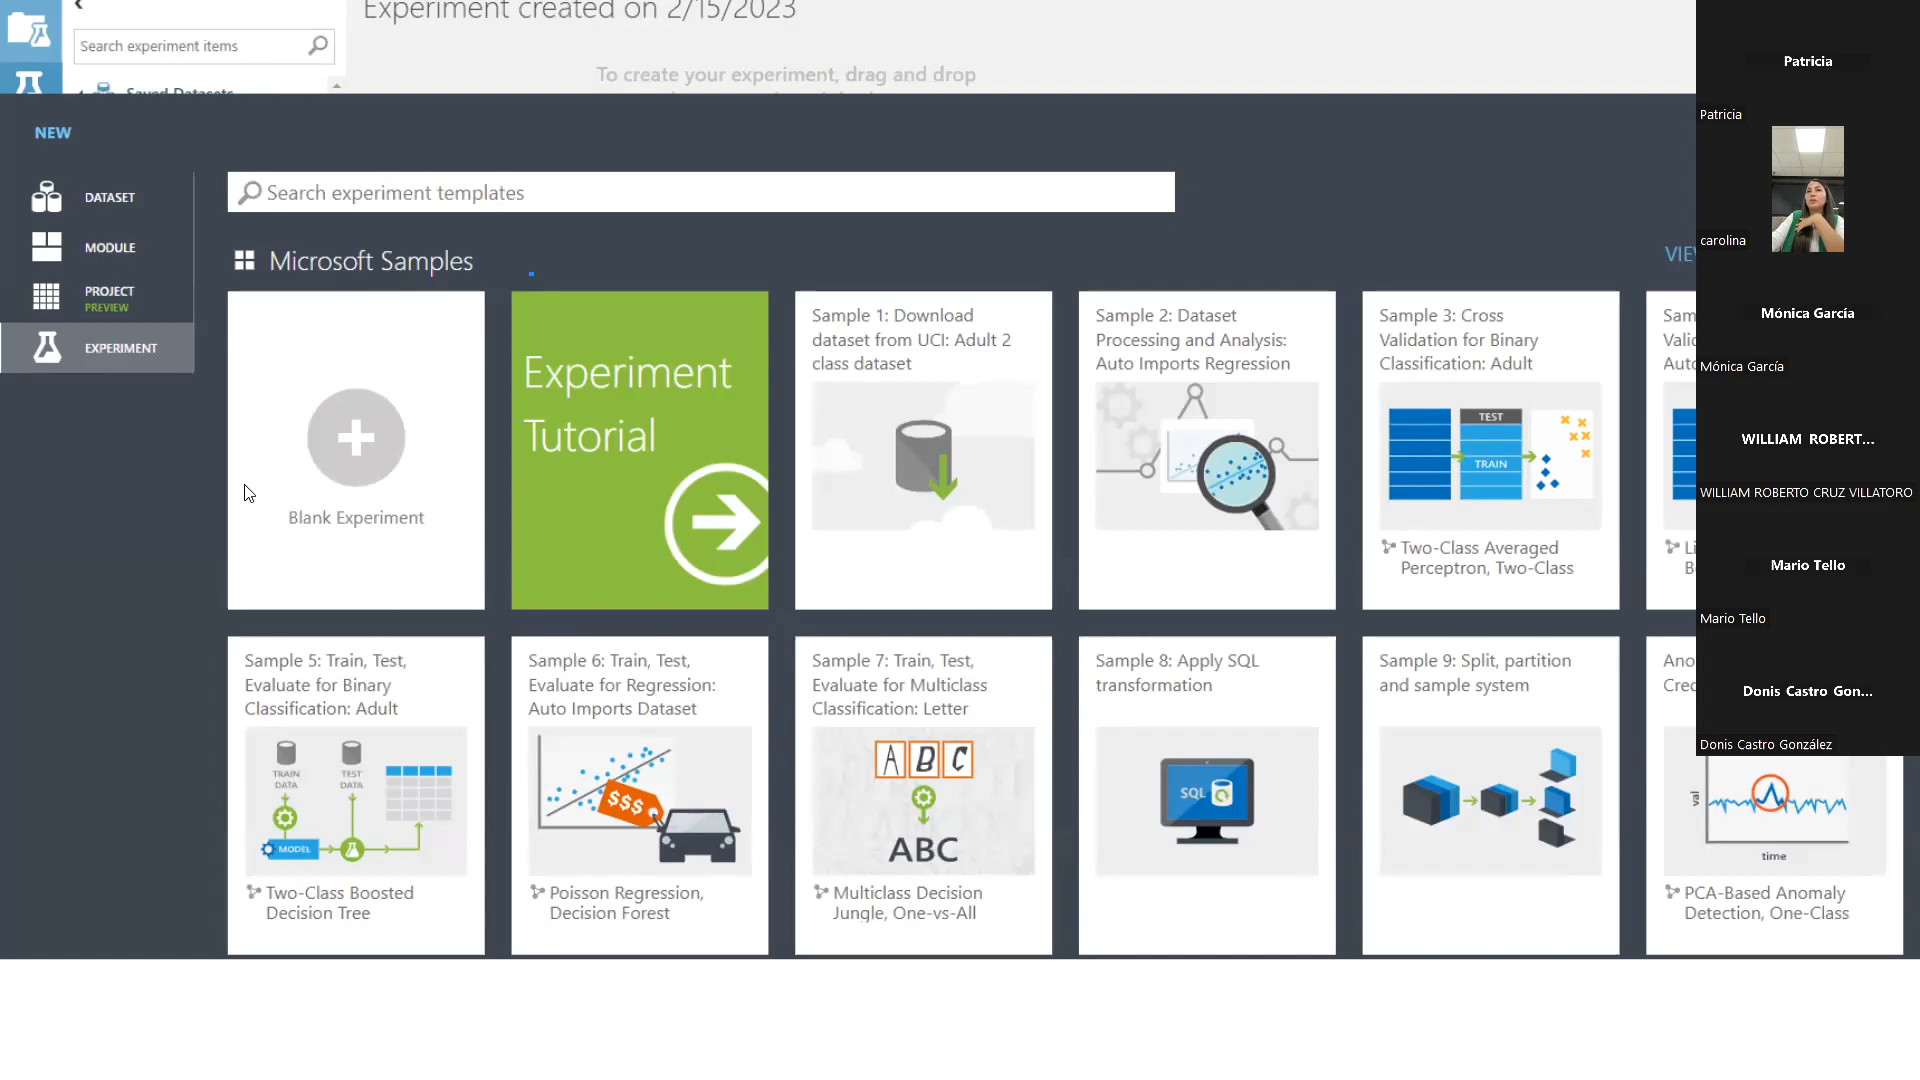 Experiment created on 2/15/2023
Search experiment items
To create your experiment, drag and drop
Saved Datasets
NEW
DATASET
MODULE
PROJECT
PREVIEW
EXPERIMENT
Search experiment templates
Microsoft Samples
Blank Experiment
Experiment
Tutorial
Sample 1: Download
dataset from UCI: Adult 2
class dataset
Sample 2: Dataset
Processing and Analysis:
Auto Imports Regression
Sample 3: Cross
Validation for Binary
Classification: Adult
TEST
TRAIN
Two-Class Averaged
Perceptron, Two-Class
Sample 5: Train, Test,
Evaluate for Binary
Classification: Adult
TRAIN
DATA
TEST
DATA
MODEL
Two-Class Boosted
Decision Tree
Sample 6: Train, Test,
Evaluate for Regression:
Auto Imports Dataset
$$$
Poisson Regression,
Decision Forest
Sample 7: Train, Test,
Evaluate for Multiclass
Classification: Letter
ABC
ABC
Multiclass Decision
Jungle, One-vs-All
Sample 8: Apply SQL
transformation
SQL
Sample 9: Split, partition
and sample system
val
time
PCA-Based Anomaly
Detection, One-Class
Patricia
Patricia
carolina
Mónica García
Mónica García
WILLIAM ROBERT...
WILLIAM ROBERTO CRUZ VILLATORO
Mario Tello
Mario Tello
Donis Castro Gon...
Donis Castro González